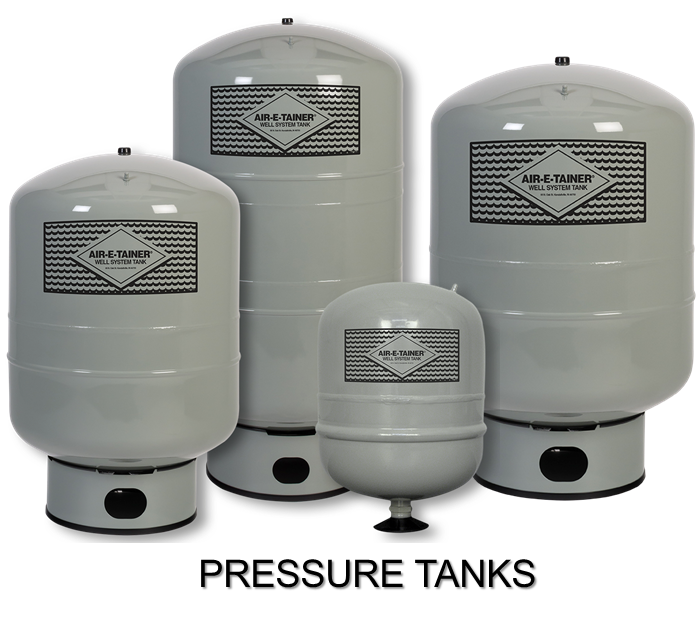 AIR-E-TAINER®
WELL SYSTEM TANK
AIR-E-TAINER®
WELL SYSTEM TANK
AIR-E-TAINER®
WELL SYSTEM TANK
AIR-E-TAINER®
WELL SYSTEM TANK
PRESSURE TANKS